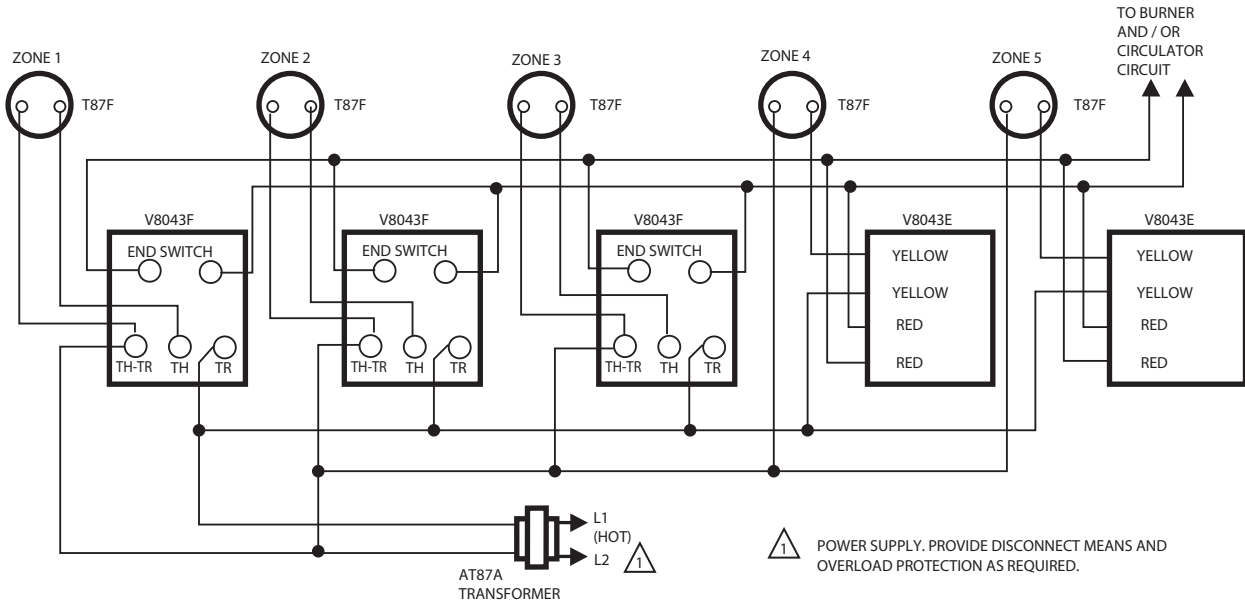 TO BURNER
AND / OR
CIRCULATOR
CIRCUIT
ZONE 1
ZONE 2
ZONE 3
ZONE 4
ZONE 5
T87F
T87F
T87F
T87F
T87F
V8043F
V8043F
V8043F
V8043E
V8043E
END SWITCH
END SWITCH
END SWITCH
YELLOW
YELLOW
YELLOW
YELLOW
RED
RED
RED
RED
TH-TR TH TR
TH-TR TH TR
TH-TR TH TR
L1
(HOT)
L2
1
AT87A
TRANSFORMER
1
POWER SUPPLY. PROVIDE DISCONNECT MEANS AND
OVERLOAD PROTECTION AS REQUIRED.